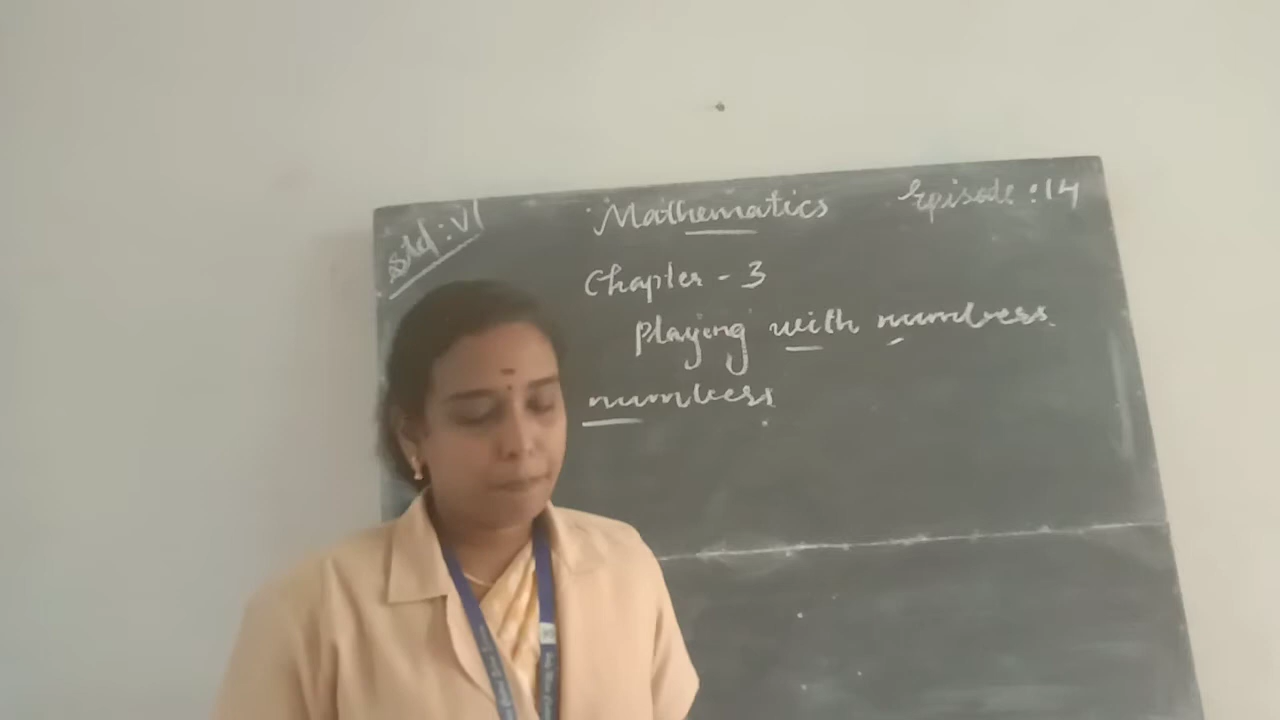 Std : VI
Mathematics
Episode : 14
Chapter - 3
Playing with numbers
numbers